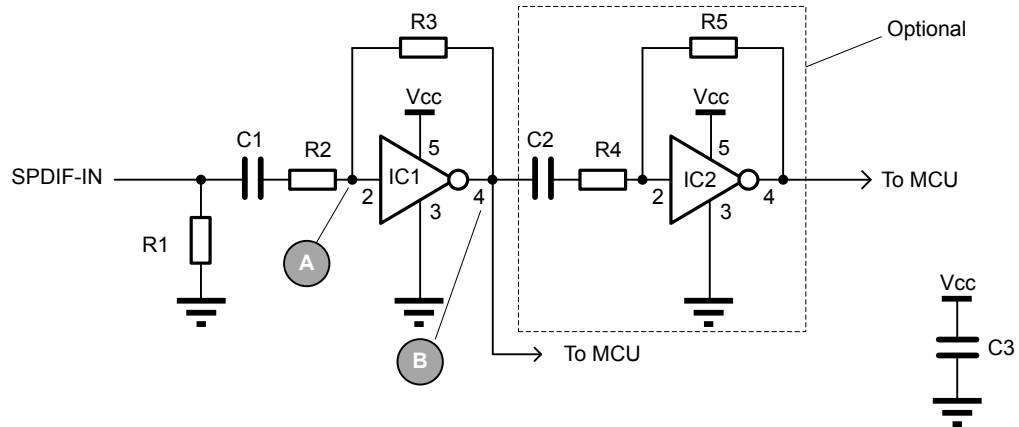 R3
R5
Optional
Vcc
Vcc
C1
R2
IC1
5
2
3
4
C2
R4
IC2
5
2
3
4
SPDIF-IN
To MCU
R1
A
B
To MCU
Vcc
C3